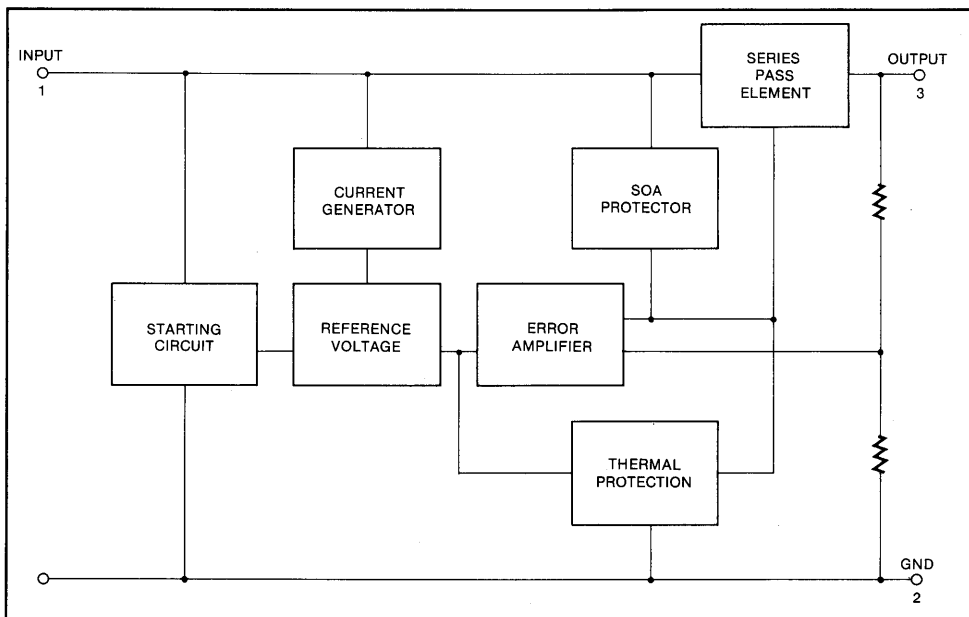 INPUT
1
SERIES
PASS
ELEMENT
OUTPUT
3
CURRENT
GENERATOR
SOA
PROTECTOR
STARTING
CIRCUIT
REFERENCE
VOLTAGE
ERROR
AMPLIFIER
THERMAL
PROTECTION
GND
2